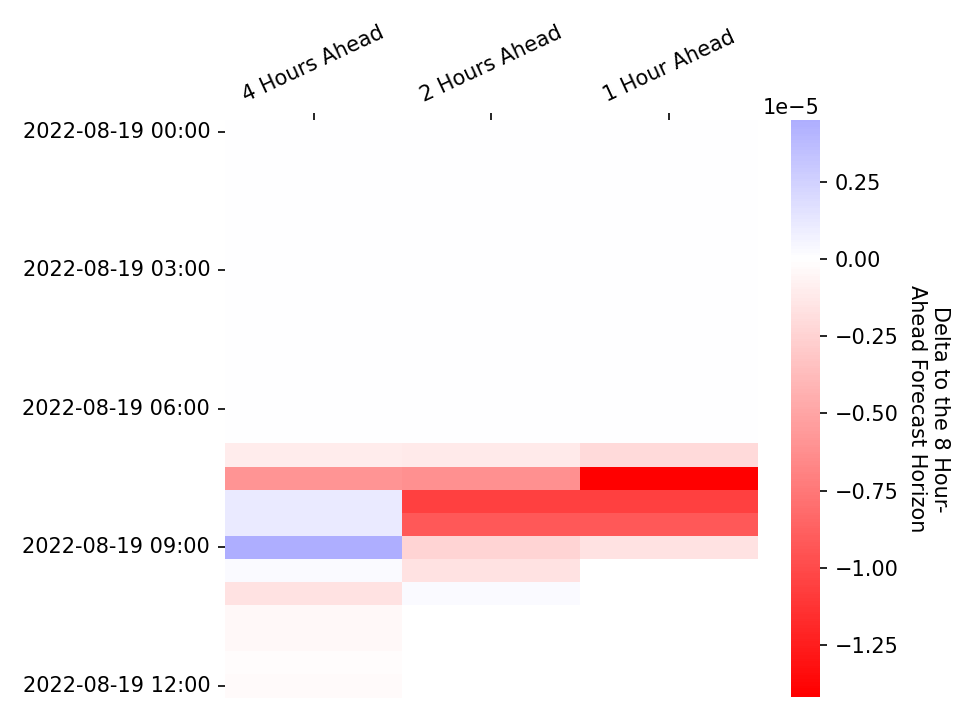 4 Hours Ahead
2 Hours Ahead
1 Hour Ahead
1e−5
2022-08-19 00:00
2022-08-19 03:00
2022-08-19 06:00
2022-08-19 09:00
2022-08-19 12:00
0.25
0.00
−0.25
−0.50
−0.75
−1.00
−1.25
Delta to the 8 Hour-
Ahead Forecast Horizon